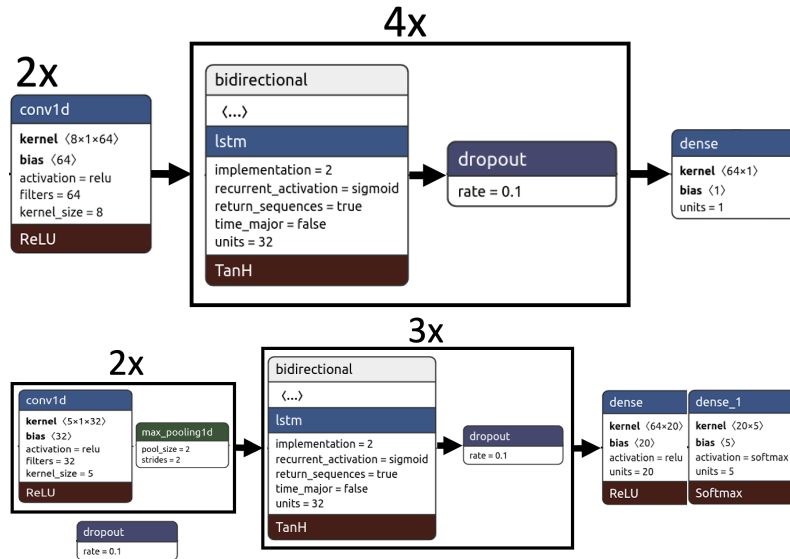 4x
2x
conv1d
kernel 〈8×1×64〉
bias 〈64〉
activation = relu
filters = 64
kernel_size = 8
ReLU
bidirectional
〈...〉
lstm
implementation = 2
recurrent_activation = sigmoid
return_sequences = true
time_major = false
units = 32
TanH
dropout
rate = 0.1
dense
kernel 〈64×1〉
bias 〈1〉
units = 1
2x
conv1d
kernel 〈5×1×32〉
bias 〈32〉
activation = relu
filters = 32
kernel_size = 5
ReLU
max_pooling1d
pool_size = 2
strides = 2
dropout
rate = 0.1
3x
bidirectional
〈...〉
lstm
implementation = 2
recurrent_activation = sigmoid
return_sequences = true
time_major = false
units = 32
TanH
dropout
rate = 0.1
dense
kernel 〈64×20〉
bias 〈20〉
activation = relu
units = 20
ReLU
dense_1
kernel 〈20×5〉
bias 〈5〉
activation = softmax
units = 5
Softmax